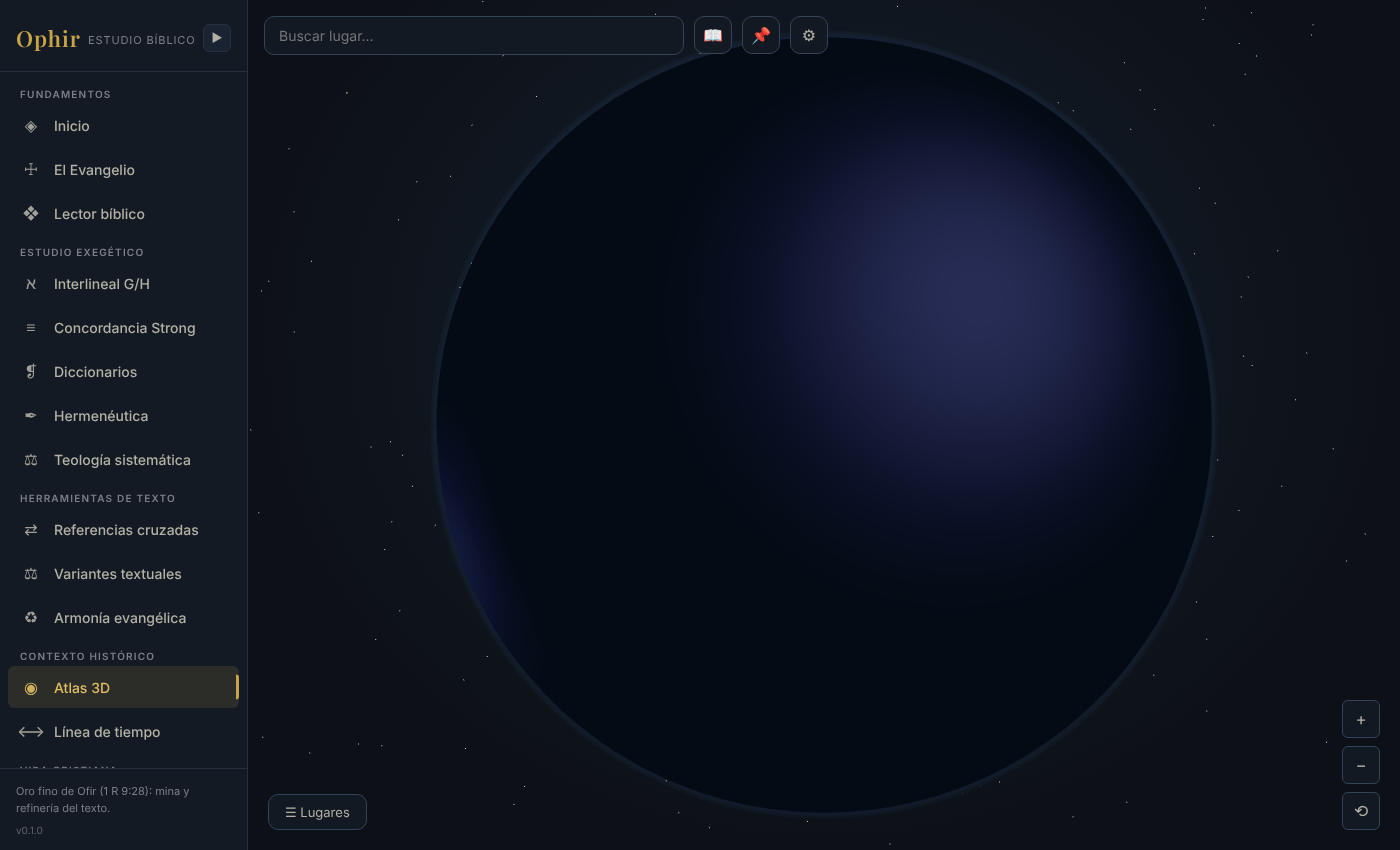 Ophir ESTUDIO BÍBLICO
FUNDAMENTOS
Inicio
El Evangelio
Lector bíblico
ESTUDIO EXEGÉTICO
א Interlineal G/H
Concordancia Strong
Diccionarios
Hermenéutica
Teología sistemática
HERRAMIENTAS DE TEXTO
Referencias cruzadas
Variantes textuales
Armonía evangélica
CONTEXTO HISTÓRICO
Atlas 3D
Línea de tiempo
Oro fino de Ofir (1 R 9:28): mina y
refinería del texto.
v0.1.0
Buscar lugar...
☰ Lugares
+
−